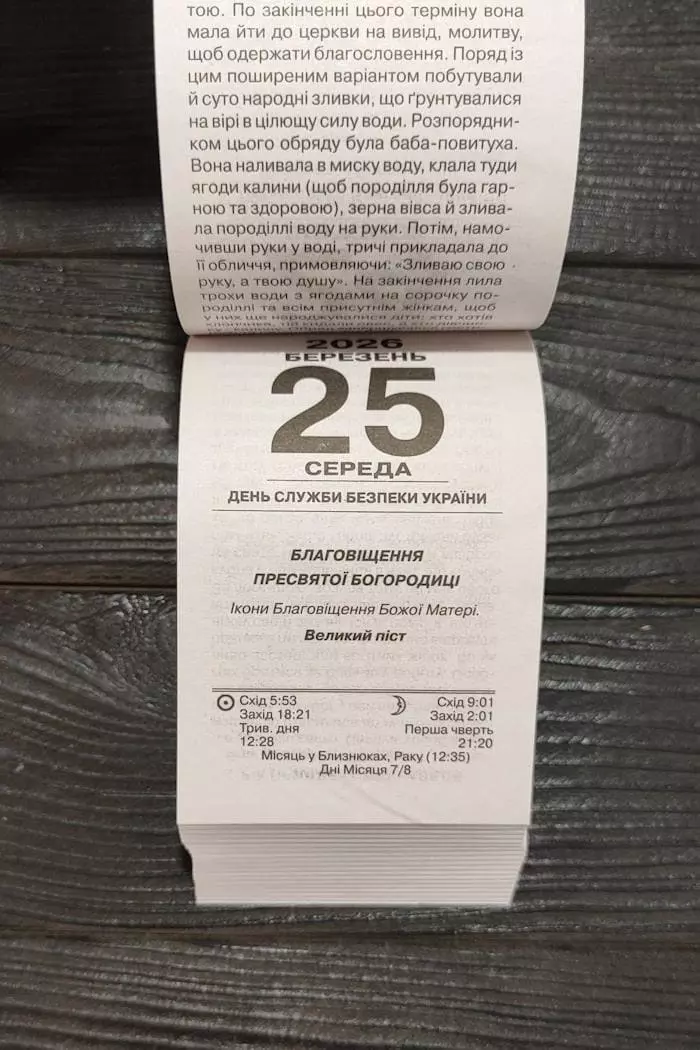 тою. По закінченні цього терміну вона
мала йти до церкви на вивід, молитву,
щоб одержати благословення. Поряд із
цим поширеним варіантом побутували
й суто народні зливки, що ґрунтувалися
на вірі в цілющу силу води. Розпорядни-
ком цього обряду була баба-повитуха.
Вона наливала в миску воду, клала туди
ягоди калини (щоб породілля була гар-
ною та здоровою), зерна вівса й злива-
ла породіллі воду на руки. Потім, намо-
чивши руки у воді, тричі прикладала до
її обличчя, примовляючи: «Зливаю свою
руку, а твою душу». На закінчення лила
трохи води з ягодами на сорочку по-
роділлі та всім присутнім жінкам, щоб
у них ще народжувалися діти: хто хотів
2026
БЕРЕЗЕНЬ
25
СЕРЕДА
ДЕНЬ СЛУЖБИ БЕЗПЕКИ УКРАЇНИ
БЛАГОВІЩЕННЯ
ПРЕСВЯТОЇ БОГОРОДИЦІ
Ікони Благовіщення Божої Матері.
Великий піст
Схід 5:53
Захід 18:21
Трив. дня
12:28
Схід 9:01
Захід 2:01
Перша чверть
21:20
Місяць у Близнюках, Раку (12:35)
Дні Місяця 7/8